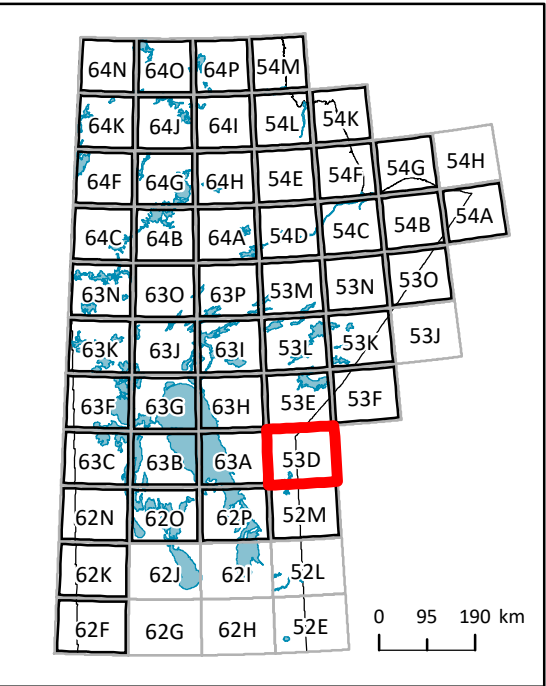 64N 64O 64P 54M
64K 64J 64I 54L 54K
64F 64G 64H 54E 54F 54G 54H
64C 64B 64A 54D 54C 54B 54A
63N 63O 63P 53M 53N 53O
63K 63J 63I 53L 53K 53J
63F 63G 63H 53E 53F
63C 63B 63A 53D
62N 62O 62P 52M
62K 62J 62I 52L
62F 62G 62H 52E
0 95 190 km